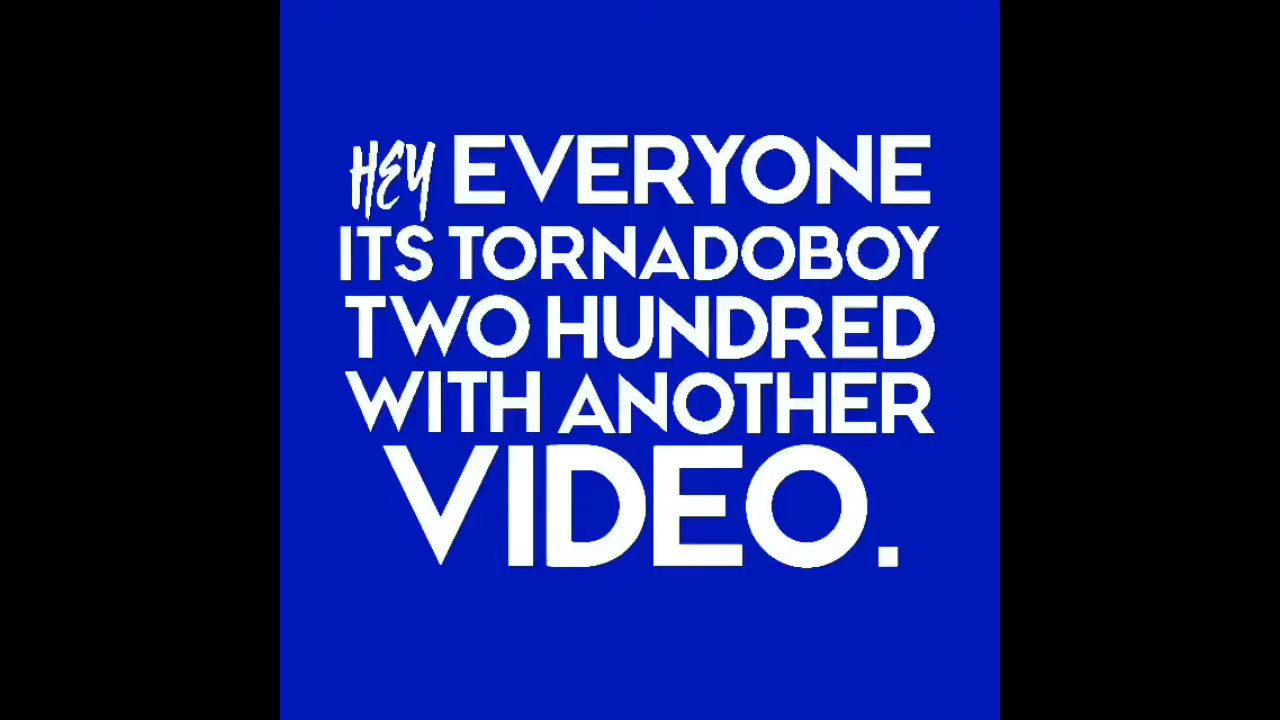 HEY EVERYONE
ITS TORNADOBOY
TWO HUNDRED
WITH ANOTHER
VIDEO.